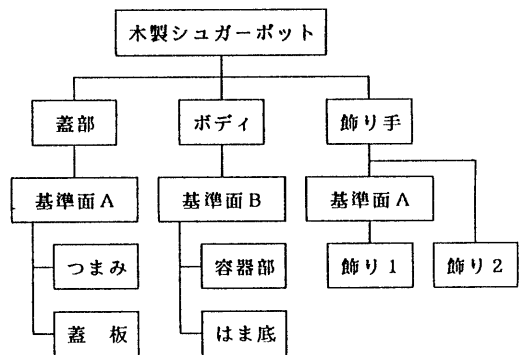 木製シュガーポット
蓋部
ボディ
飾り手
基準面A
基準面B
基準面A
つまみ
容器部
飾り1
飾り2
蓋 板
はま底